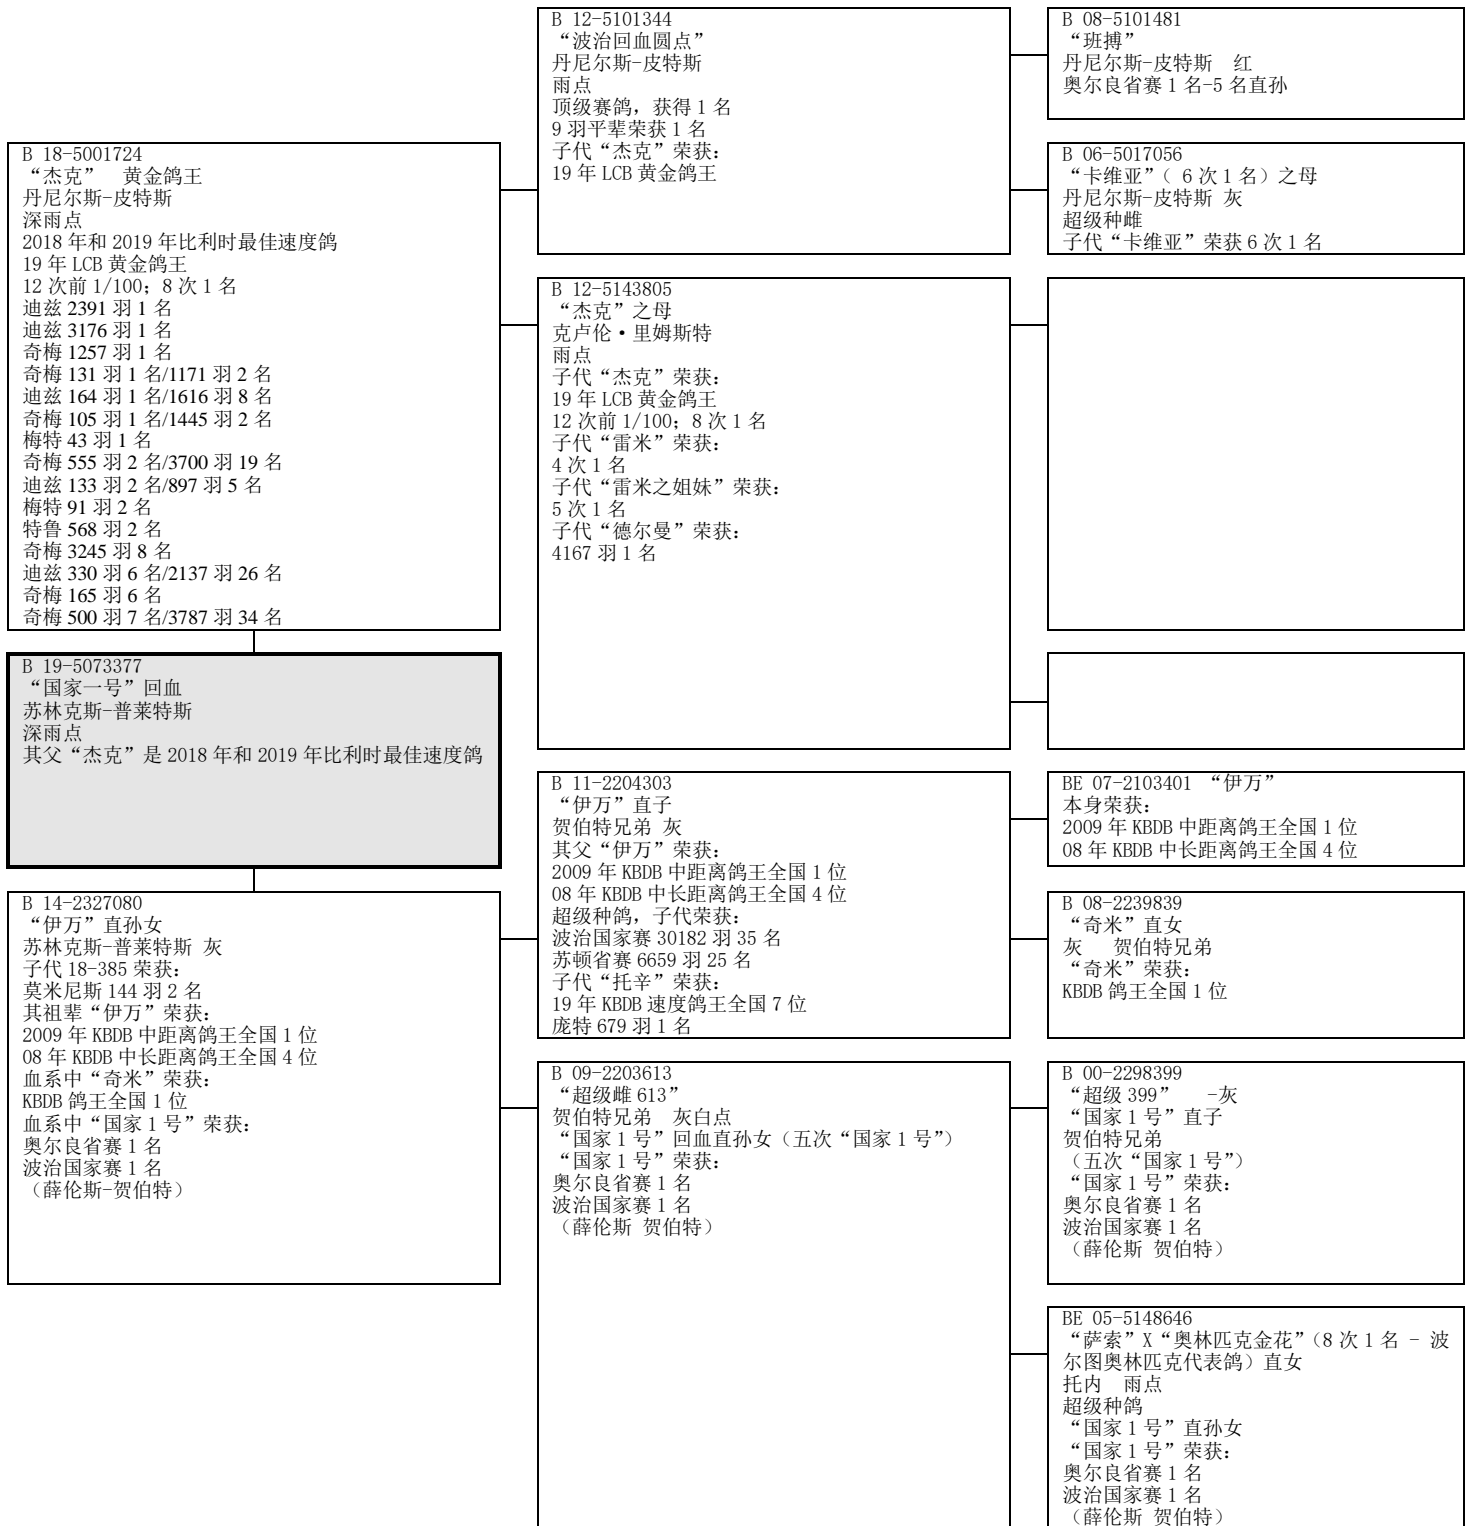 B 12-5101344
“波治回血圆点”
丹尼尔斯-皮特斯
雨点
顶级赛鸽，获得 1 名
9 羽平辈荣获 1 名
子代“杰克”荣获：
19 年 LCB 黄金鸽王
B 08-5101481
“班搏”
丹尼尔斯-皮特斯 红
奥尔良省赛 1 名-5 名直孙
B 18-5001724
“杰克” 黄金鸽王
丹尼尔斯-皮特斯
深雨点
2018 年和 2019 年比利时最佳速度鸽
19 年 LCB 黄金鸽王
12 次前 1/100；8 次 1 名
迪兹 2391 羽 1 名
迪兹 3176 羽 1 名
奇梅 1257 羽 1 名
奇梅 131 羽 1 名/1171 羽 2 名
迪兹 164 羽 1 名/1616 羽 8 名
奇梅 105 羽 1 名/1445 羽 2 名
梅特 43 羽 1 名
奇梅 555 羽 2 名/3700 羽 19 名
迪兹 133 羽 2 名/897 羽 5 名
梅特 91 羽 2 名
特鲁 568 羽 2 名
奇梅 3245 羽 8 名
迪兹 330 羽 6 名/2137 羽 26 名
奇梅 165 羽 6 名
奇梅 500 羽 7 名/3787 羽 34 名
B 06-5017056
“卡维亚”（ 6 次 1 名）之母
丹尼尔斯-皮特斯 灰
超级种雌
子代“卡维亚”荣获 6 次 1 名
B 12-5143805
“杰克”之母
克卢伦·里姆斯特
雨点
子代“杰克”荣获：
19 年 LCB 黄金鸽王
12 次前 1/100；8 次 1 名
子代“雷米”荣获：
4 次 1 名
子代“雷米之姐妹”荣获：
5 次 1 名
子代“德尔曼”荣获：
4167 羽 1 名
B 19-5073377
“国家一号”回血
苏林克斯-普莱特斯
深雨点
其父“杰克”是 2018 年和 2019 年比利时最佳速度鸽
B 11-2204303
“伊万”直子
贺伯特兄弟 灰
其父“伊万”荣获：
2009 年 KBDB 中距离鸽王全国 1 位
08 年 KBDB 中长距离鸽王全国 4 位
超级种鸽，子代荣获：
波治国家赛 30182 羽 35 名
苏顿省赛 6659 羽 25 名
子代“托辛”荣获：
19 年 KBDB 速度鸽王全国 7 位
庞特 679 羽 1 名
BE 07-2103401 “伊万”
本身荣获：
2009 年 KBDB 中距离鸽王全国 1 位
08 年 KBDB 中长距离鸽王全国 4 位
B 14-2327080
“伊万”直孙女
苏林克斯-普莱特斯 灰
子代 18-385 荣获：
莫米尼斯 144 羽 2 名
其祖辈“伊万”荣获：
2009 年 KBDB 中距离鸽王全国 1 位
08 年 KBDB 中长距离鸽王全国 4 位
血系中“奇米”荣获：
KBDB 鸽王全国 1 位
血系中“国家 1 号”荣获：
奥尔良省赛 1 名
波治国家赛 1 名
（薛伦斯-贺伯特）
B 08-2239839
“奇米”直女
灰 贺伯特兄弟
“奇米”荣获：
KBDB 鸽王全国 1 位
B 09-2203613
“超级雌 613”
贺伯特兄弟 灰白点
“国家 1 号”回血直孙女（五次“国家 1 号”）
“国家 1 号”荣获：
奥尔良省赛 1 名
波治国家赛 1 名
（薛伦斯 贺伯特）
B 00-2298399
“超级 399” -灰
“国家 1 号”直子
贺伯特兄弟
（五次“国家 1 号”）
“国家 1 号”荣获：
奥尔良省赛 1 名
波治国家赛 1 名
（薛伦斯 贺伯特）
BE 05-5148646
“萨索”X“奥林匹克金花”（8 次 1 名 - 波
尔图奥林匹克代表鸽）直女
托内 雨点
超级种鸽
“国家 1 号”直孙女
“国家 1 号”荣获：
奥尔良省赛 1 名
波治国家赛 1 名
（薛伦斯 贺伯特）